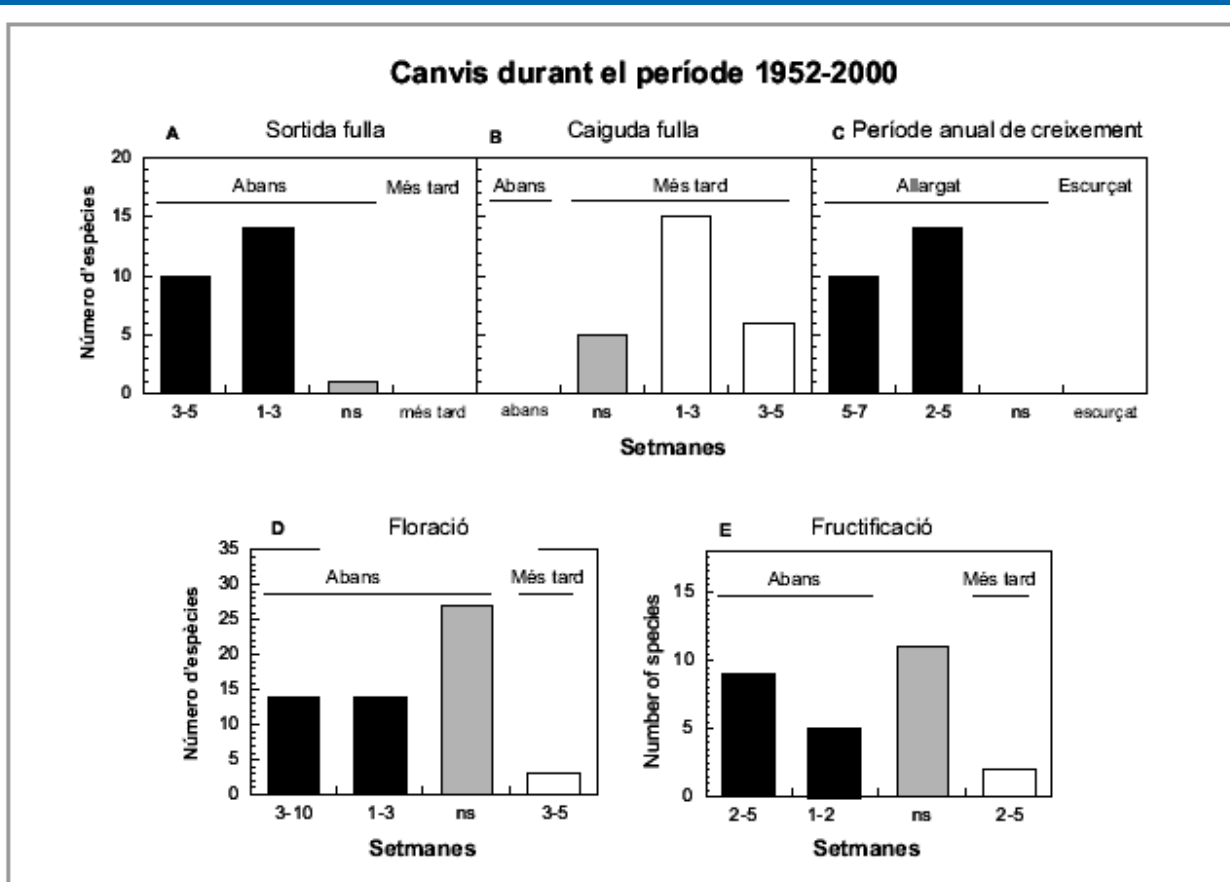 Canvis durant el període 1952-2000
A Sortida fulla B Caiguda fulla C Període anual de creixement
Número d'espècies
20
15
10
5
0
Abans Més tard Abans Més tard Allargat Escurçat
3-5 1-3 ns més tard abans ns 1-3 3-5 5-7 2-5 ns escurçat
Setmanes
D Floració
Número d'espècies
35
30
25
20
15
10
5
0
Abans Més tard
3-10 1-3 ns 3-5
Setmanes
E Fructificació
Number of species
15
10
5
0
Abans Més tard
2-5 1-2 ns 2-5
Setmanes